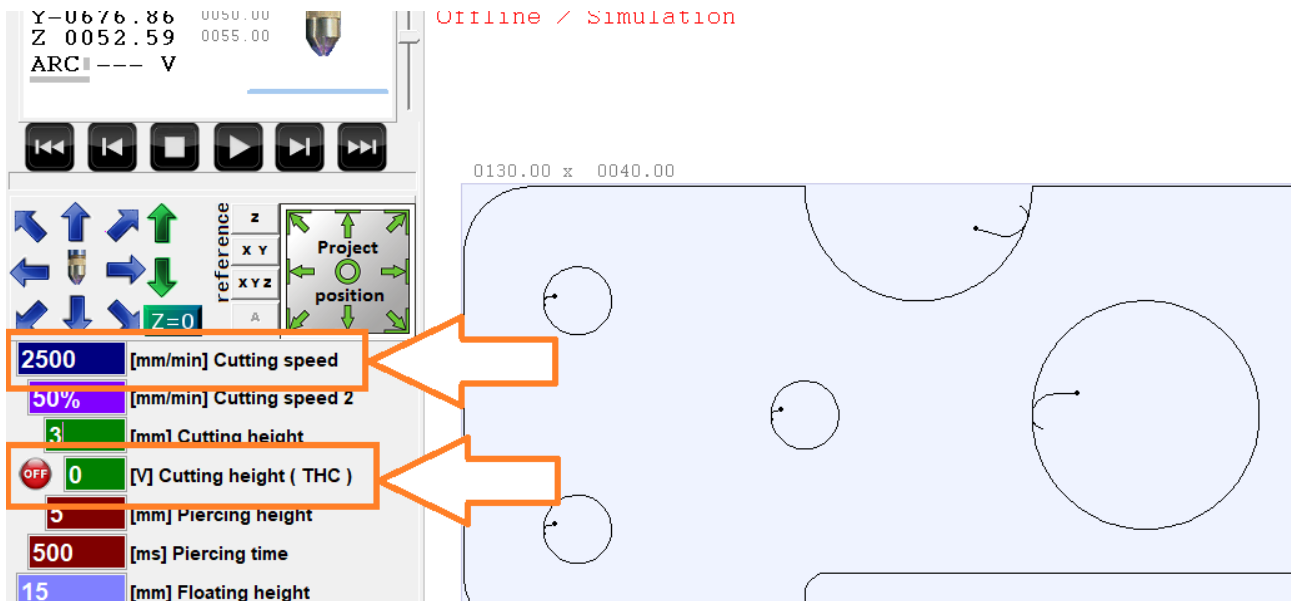 Y-0676.86 0050.00
Offline / Simulation
Z 0052.59 0055.00
ARC --- V
0130.00 x 0040.00
reference
Z
X Y
X Y Z
A
Project
position
Z=0
2500 [mm/min] Cutting speed
50% [mm/min] Cutting speed 2
3 [mm] Cutting height
OFF 0 [V] Cutting height ( THC )
5 [mm] Piercing height
500 [ms] Piercing time
15 [mm] Floating height